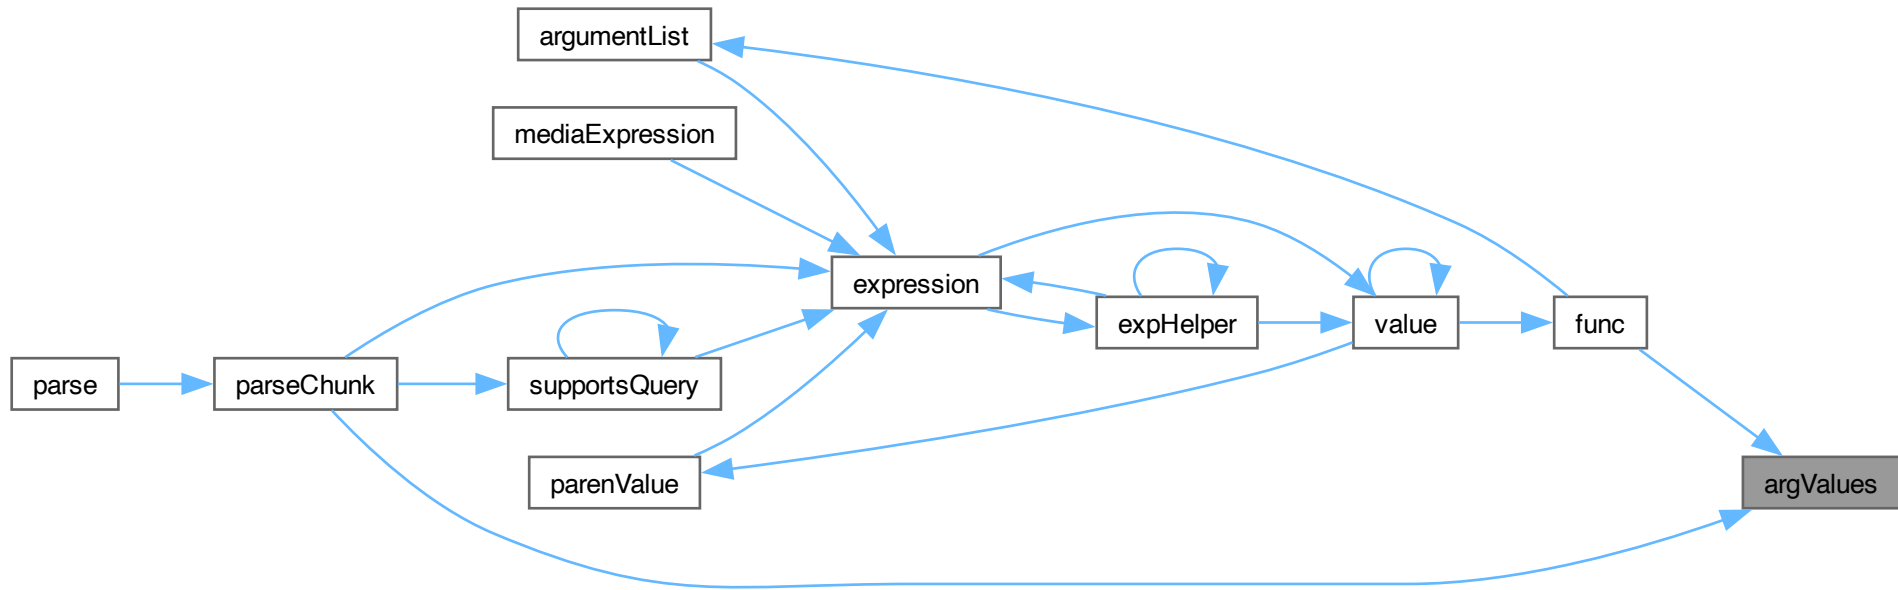 argumentList
mediaExpression
expression
expHelper
value
func
parse
parseChunk
supportsQuery
parenValue
argValues